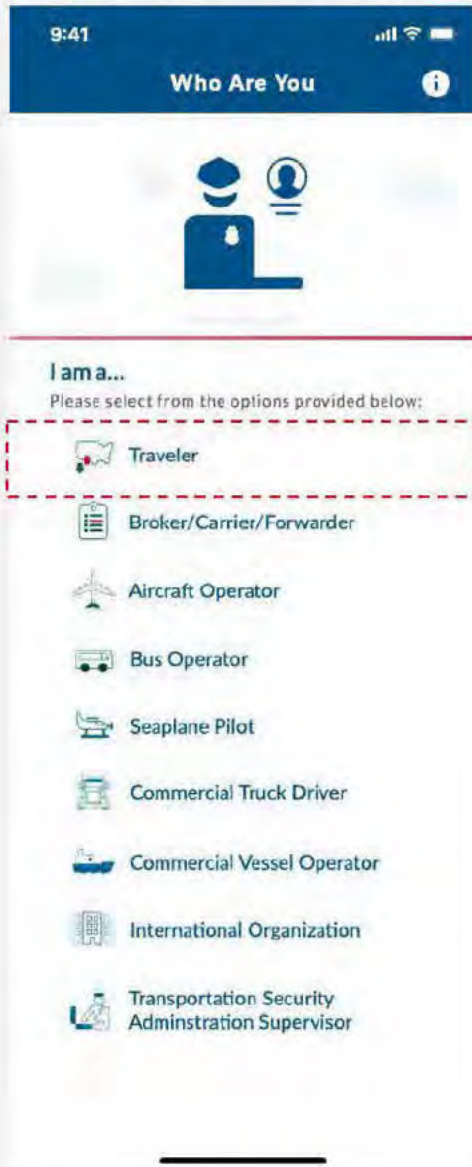 9:41
Who Are You
I am a...
Please select from the options provided below:
Traveler
Broker/Carrier/Forwarder
Aircraft Operator
Bus Operator
Seaplane Pilot
Commercial Truck Driver
Commercial Vessel Operator
International Organization
Transportation Security
Adminstration Supervisor